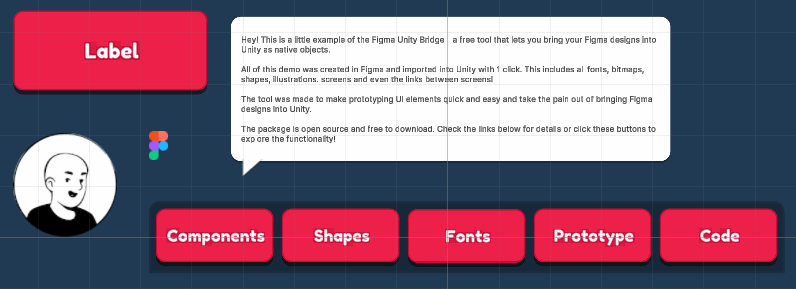 Label
Hey! This is a little example of the Figma Unity Bridge a free tool that lets you bring your Figma designs into
Unity as native objects.
All of this demo was created in Figma and imported into Unity with 1 click. This includes al fonts, bitmaps,
shapes, illustrations. screens and even the links between screens!
The tool was made to make prototyping UI elements quick and easy and take the pain out of bringing Figma
designs into Unity.
The package is open source and free to download. Check the links below for details or click these buttons to
exp ore the functionality!
Components
Shapes
Fonts
Prototype
Code